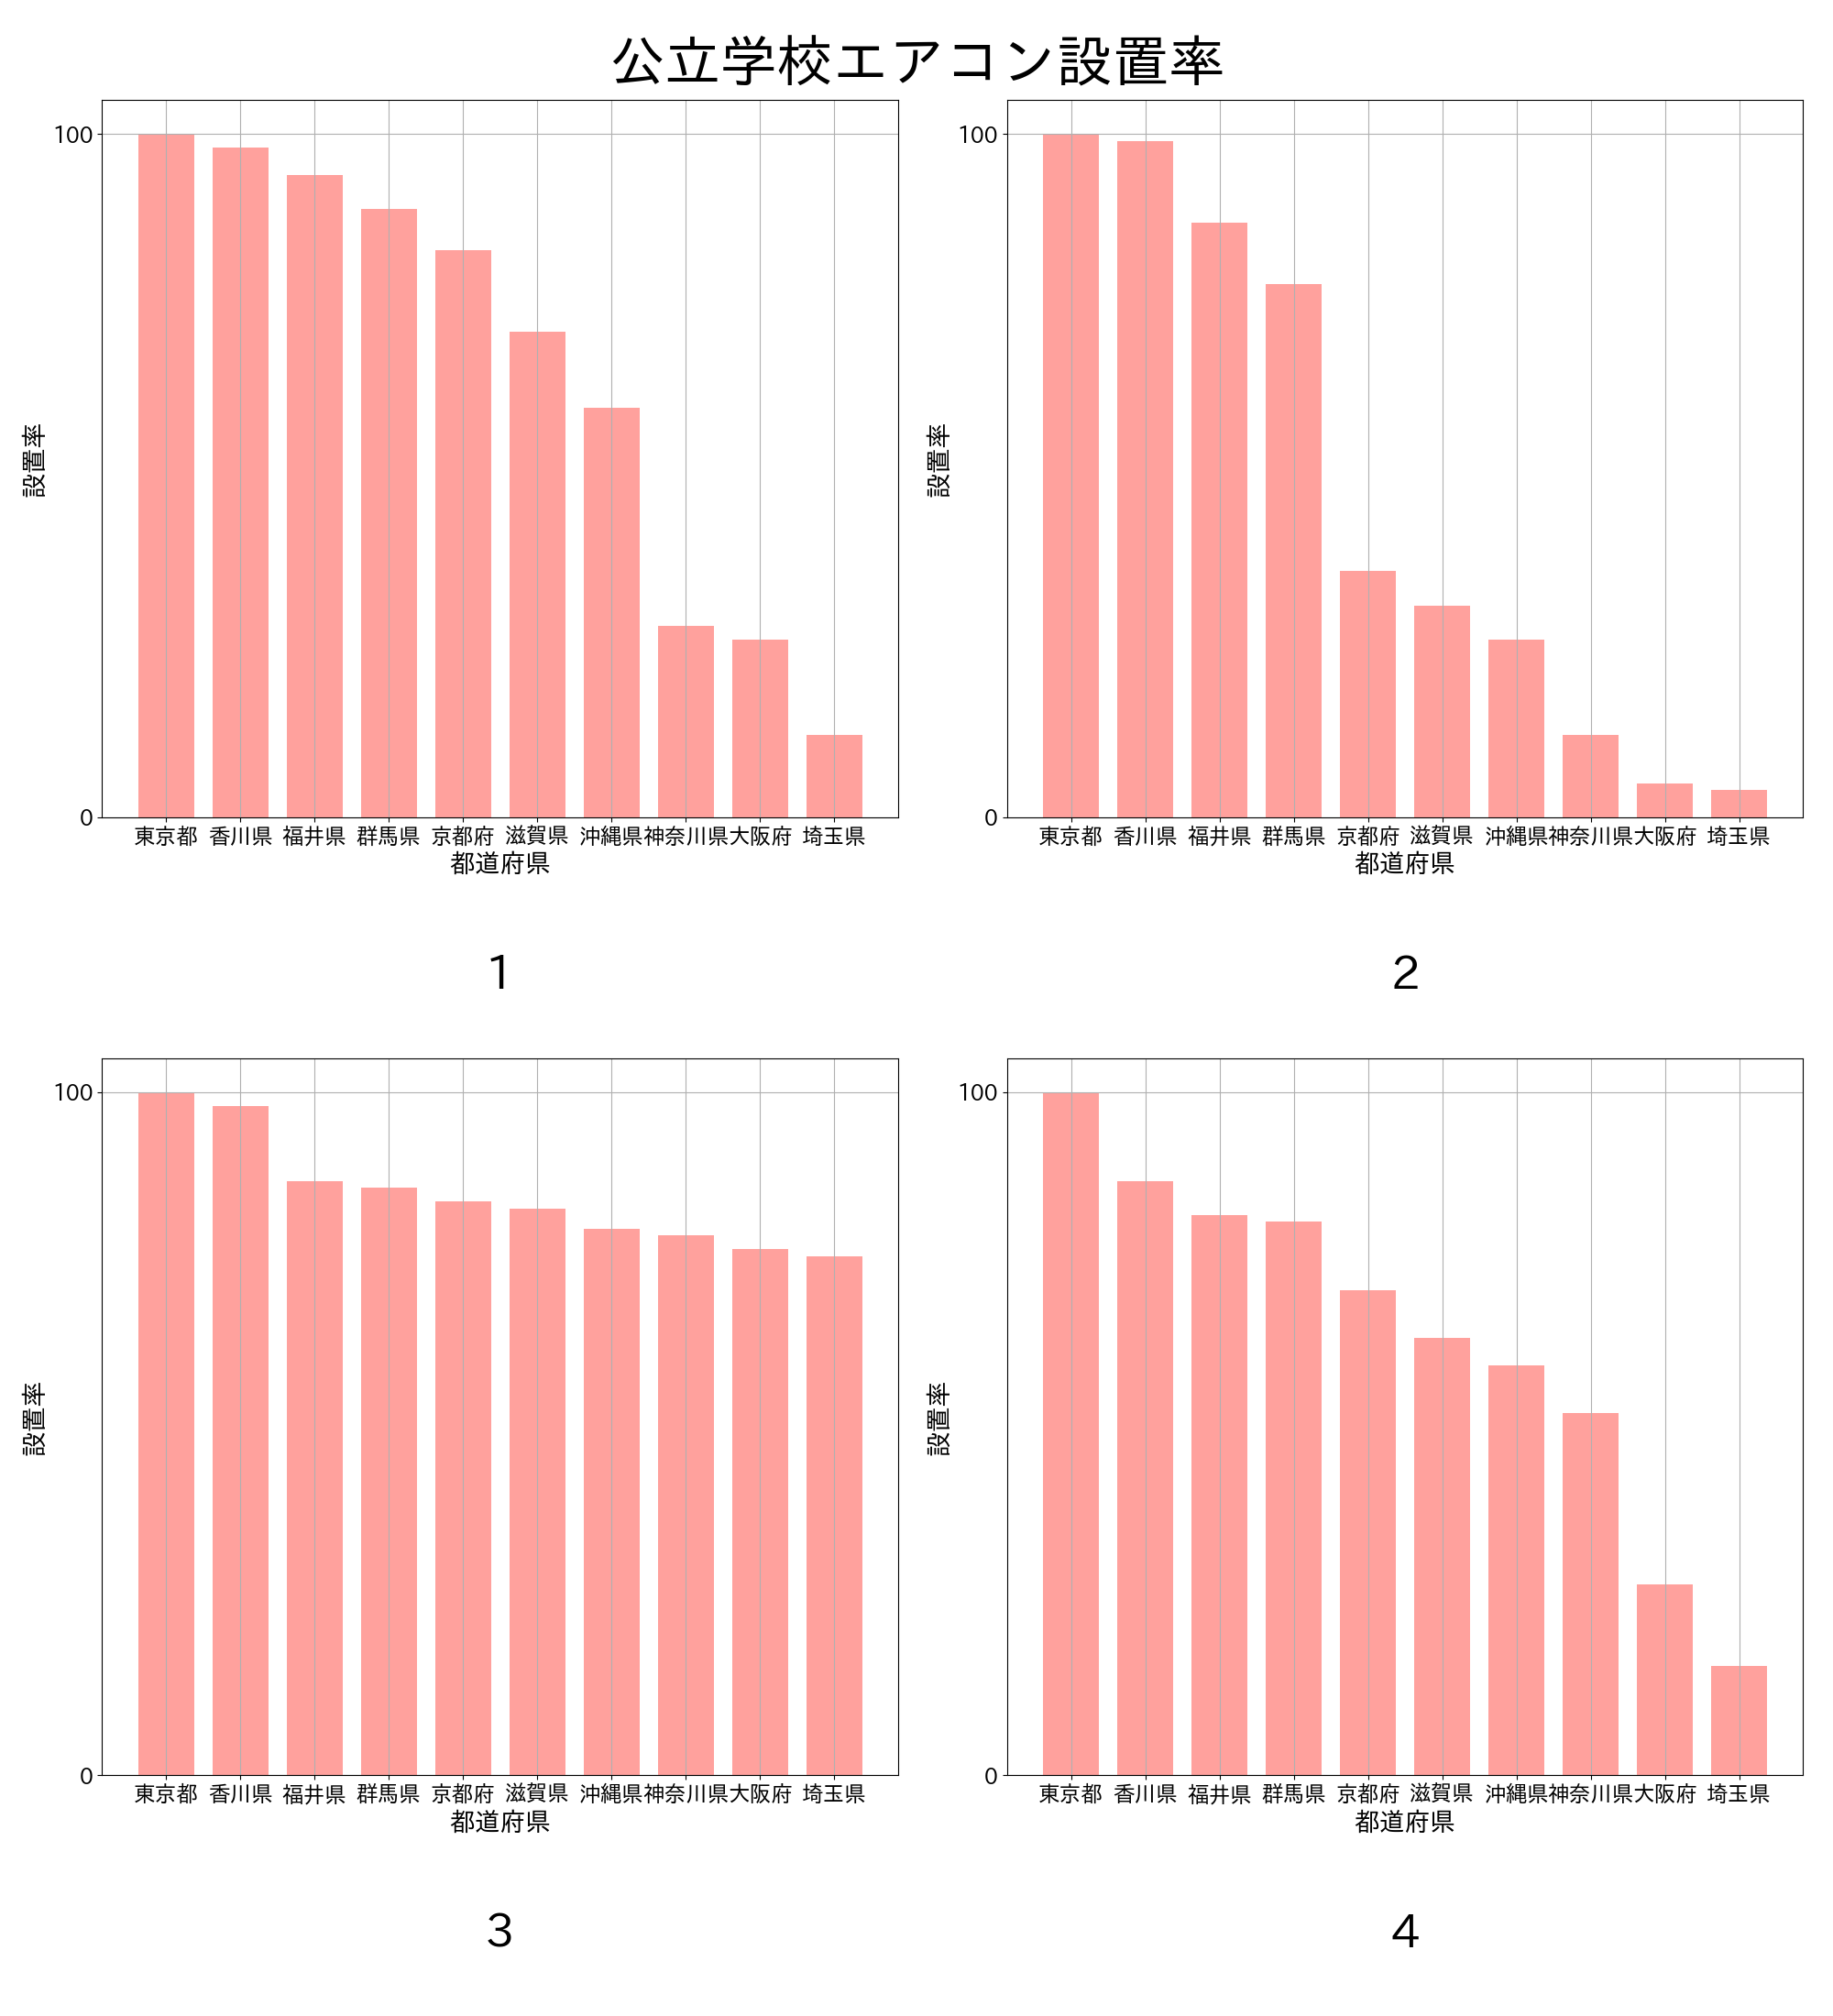 公立学校エアコン設置率
100
設置率
0
東京都 香川県 福井県 群馬県 京都府 滋賀県 沖縄県 神奈川県 大阪府 埼玉県
都道府県
1
100
設置率
0
東京都 香川県 福井県 群馬県 京都府 滋賀県 沖縄県 神奈川県 大阪府 埼玉県
都道府県
2
100
設置率
0
東京都 香川県 福井県 群馬県 京都府 滋賀県 沖縄県 神奈川県 大阪府 埼玉県
都道府県
3
100
設置率
0
東京都 香川県 福井県 群馬県 京都府 滋賀県 沖縄県 神奈川県 大阪府 埼玉県
都道府県
4